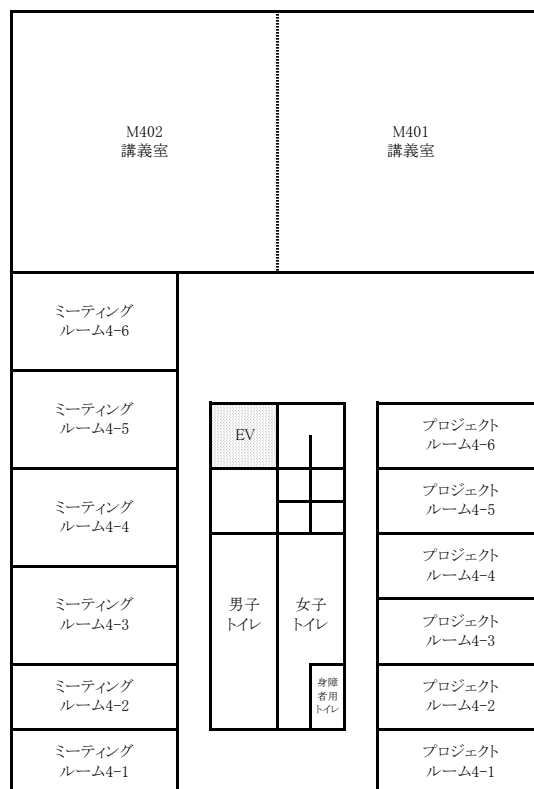 M402
講義室
M401
講義室
ミーティング
ルーム4-6
ミーティング
ルーム4-5
ミーティング
ルーム4-4
ミーティング
ルーム4-3
ミーティング
ルーム4-2
ミーティング
ルーム4-1
EV
男子
トイレ
女子
トイレ
身障
者用
トイレ
プロジェクト
ルーム4-6
プロジェクト
ルーム4-5
プロジェクト
ルーム4-4
プロジェクト
ルーム4-3
プロジェクト
ルーム4-2
プロジェクト
ルーム4-1